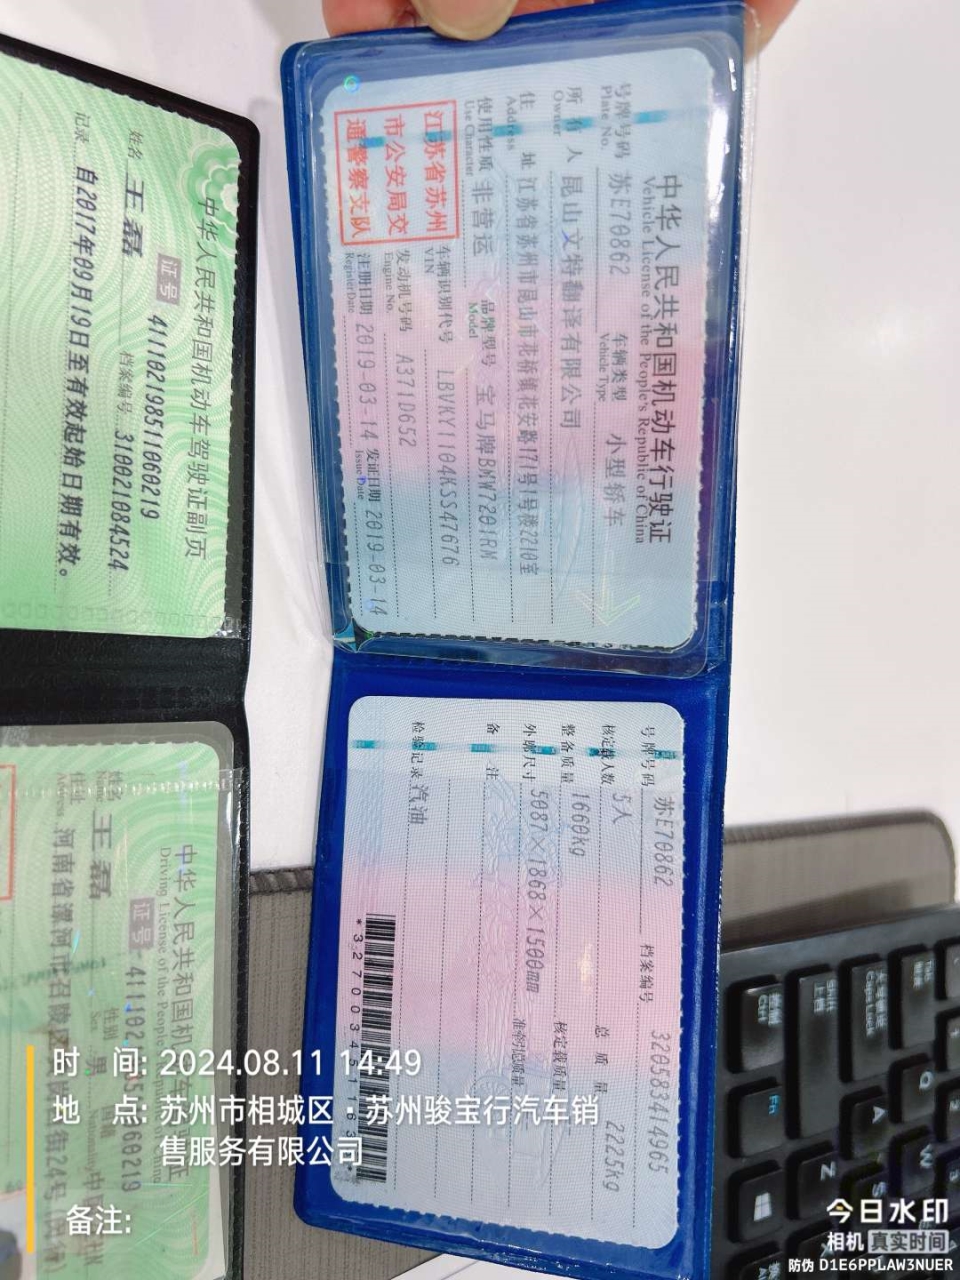 中华人民共和国机动车行驶证
Vehicle License of the People's Republic of China
号牌号码 苏E70862 车辆类型 小型轿车
Plate No. Vehicle Type
所有人 昆山文特翻译有限公司
Owner
住址 江苏省苏州市昆山市花桥镇花安路171号1号楼2210室
Address
使用性质 非营运 品牌型号 宝马牌BMW7201RM
Use Character Model
江苏省苏州
市公安局交
通警察支队
车辆识别代号 LBVKY1104KSS47676
VIN
发动机号码 A371D652
Engine No.
注册日期 2019-03-14 发证日期 2019-03-14
Register Date Issue Date
号牌号码 苏E70862 档案编号 320583414965
核定载人数 5人 总质量 2225kg
整备质量 1660kg 核定载质量
外廓尺寸 5087×1868×1500mm 准牵引总质量
备注
检验记录 汽油
中华人民共和国机动车驾驶证副页
证号 411102198511060219
姓名 王磊 档案编号 310021084524
记录 自2017年09月19日至有效起始日期有效。
中华人民共和国机
Driving License of the People's
证号
姓名 王磊 性别 男
Name
住址 河南省漯河市召陵区
Address
时 间: 2024.08.11 14:49
地 点: 苏州市相城区·苏州骏宝行汽车销
售服务有限公司
备注:
今日水印
相机 真实时间
防伪 D1E6PPLAW3NUER